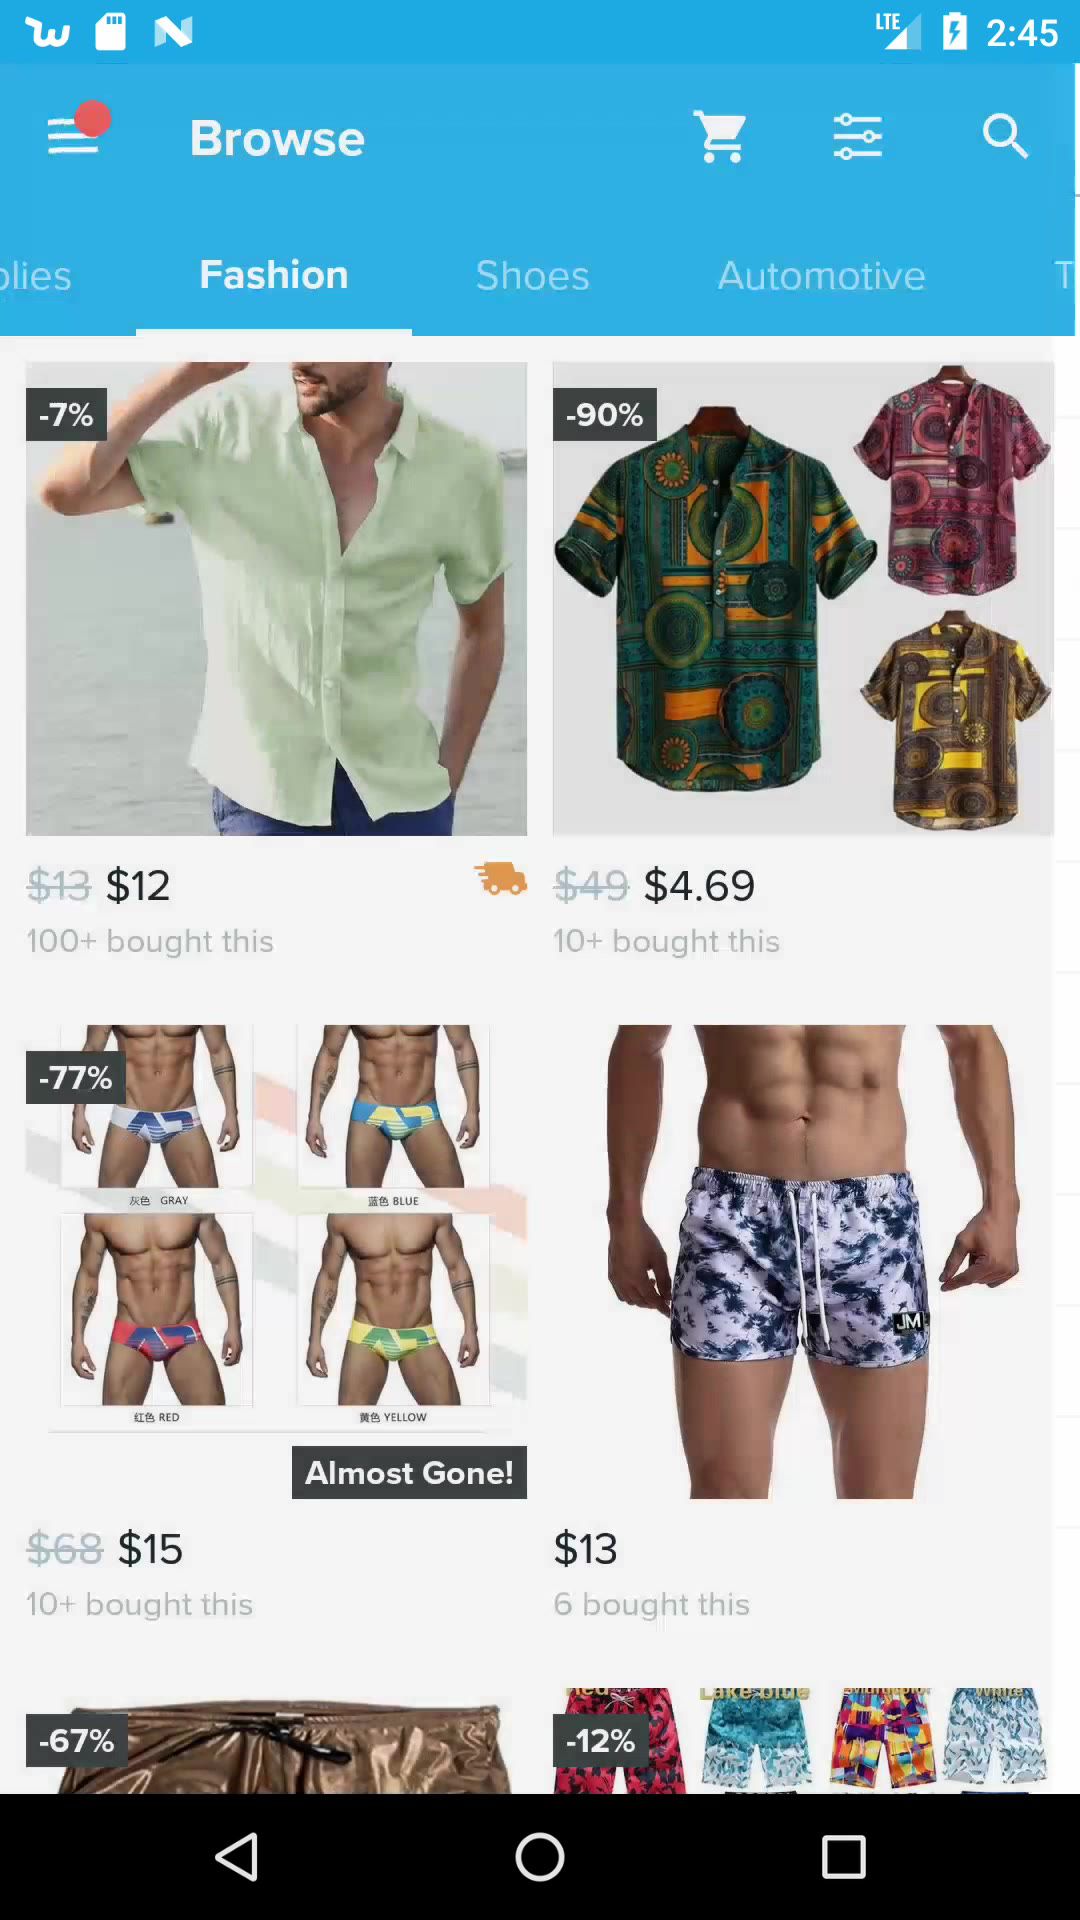 LTE 2:45
Browse
plies Fashion Shoes Automotive T
-7%
-90%
$13 $12
100+ bought this
$49 $4.69
10+ bought this
-77%
灰色 GRAY
蓝色 BLUE
红色 RED
黄色 YELLOW
Almost Gone!
JM
$68 $15
10+ bought this
$13
6 bought this
-67%
-12%
Red
Lake blue
White